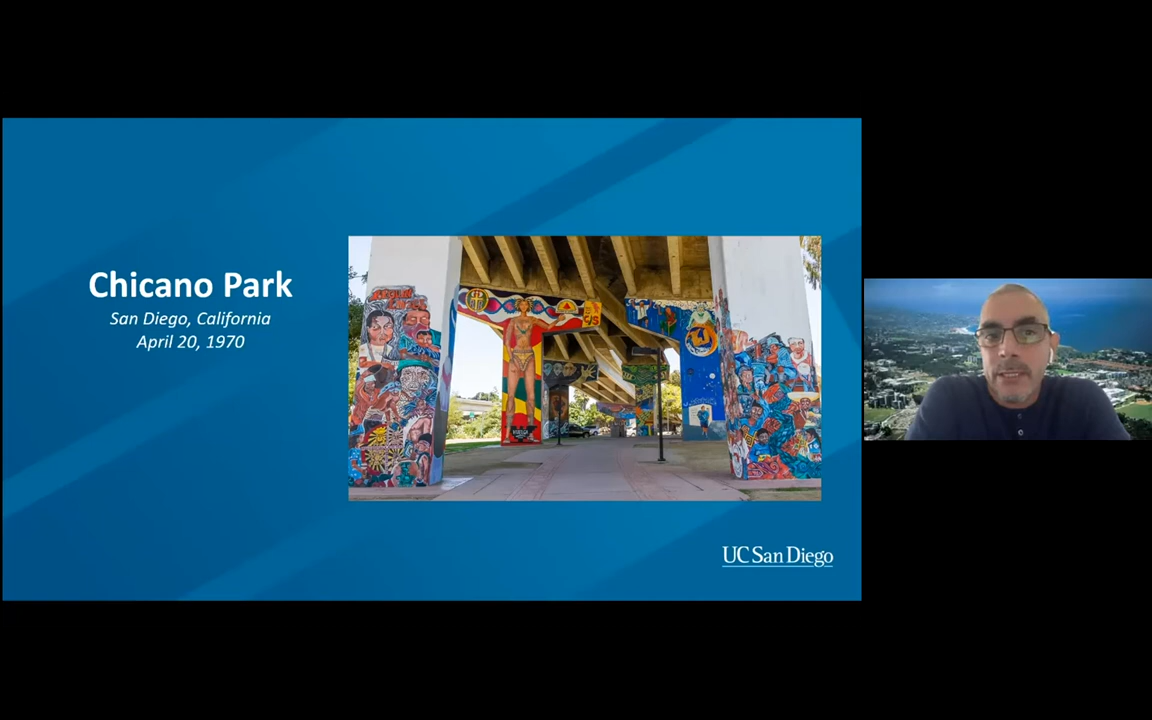 Chicano Park
San Diego, California
April 20, 1970
UC San Diego